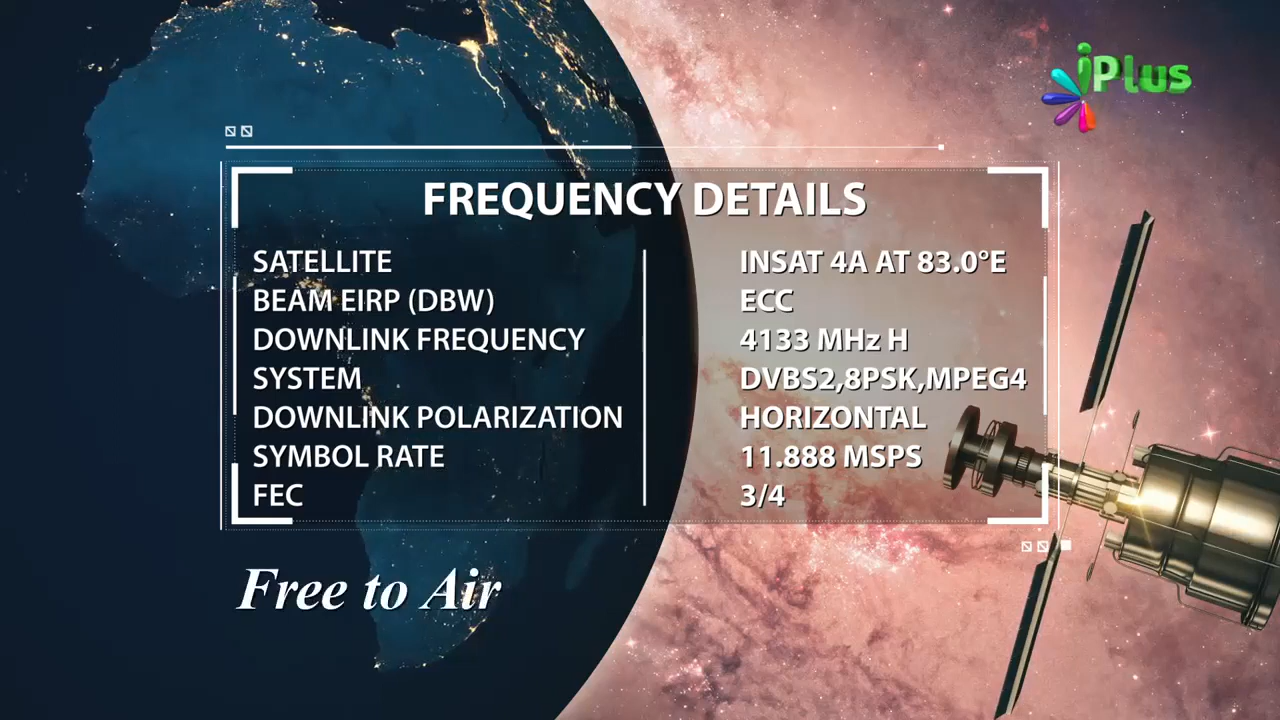 iPlus
FREQUENCY DETAILS
SATELLITE INSAT 4A AT 83.0°E
BEAM EIRP (DBW) ECC
DOWNLINK FREQUENCY 4133 MHz H
SYSTEM DVBS2,8PSK,MPEG4
DOWNLINK POLARIZATION HORIZONTAL
SYMBOL RATE 11.888 MSPS
FEC 3/4
Free to Air